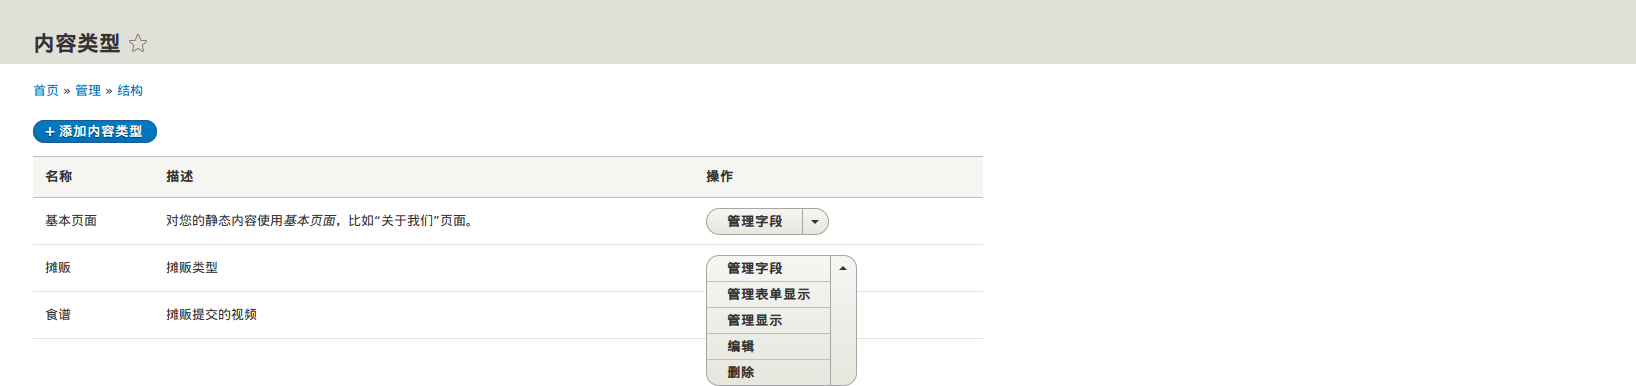 内容类型
首页 » 管理 » 结构
+ 添加内容类型
名称 描述 操作
基本页面 对您的静态内容使用基本页面，比如“关于我们”页面。 管理字段
摊贩 摊贩类型 管理字段
管理表单显示
食谱 摊贩提交的视频 管理显示
编辑
删除